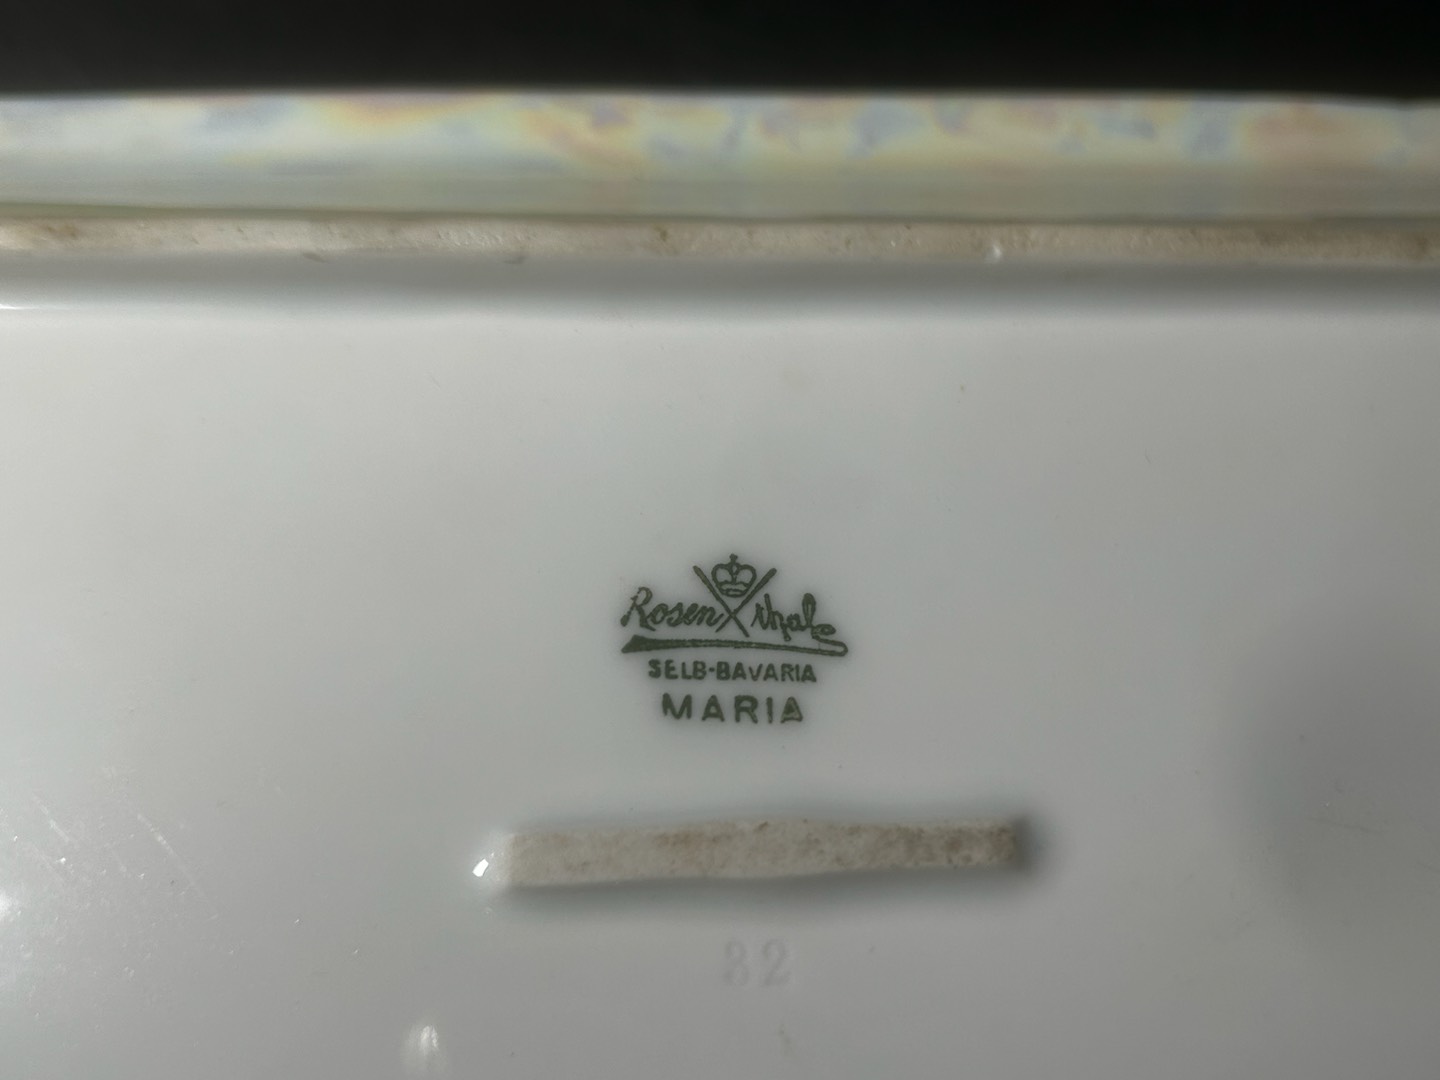 Rosenthal
SELB-BAVARIA
MARIA
32